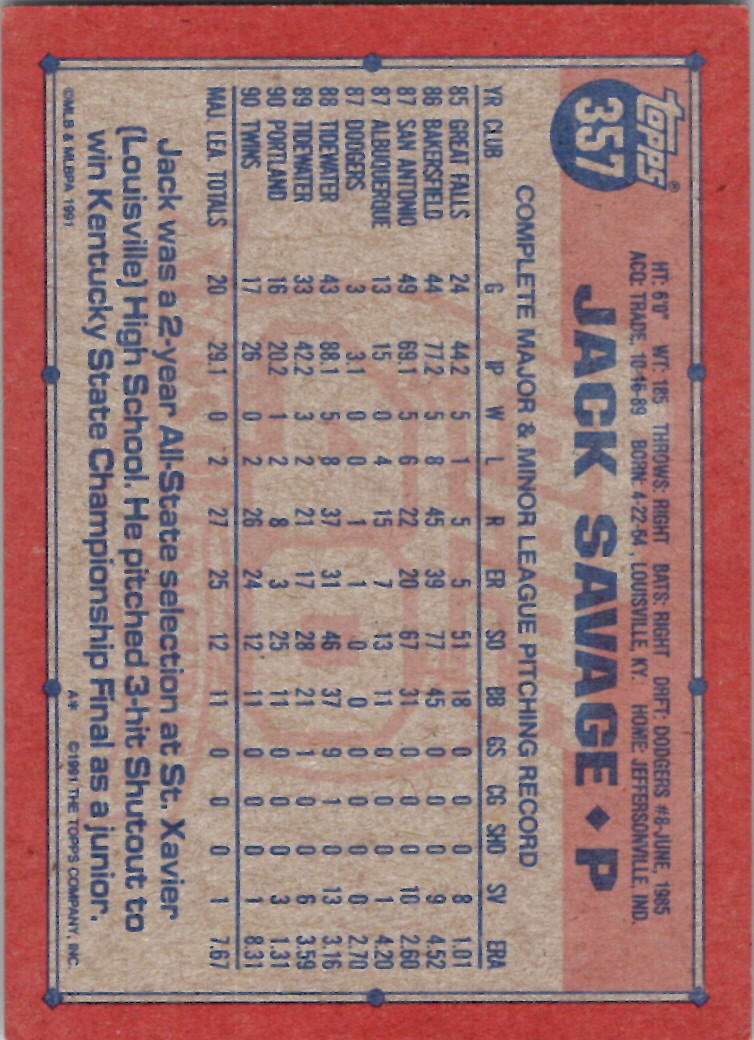 topps® 357
HT: 6'0" WT: 185 THROWS: RIGHT BATS: RIGHT DRFT: DODGERS #8-JUNE, 1985
ACQ: TRADE, 10-16-89 BORN: 4-22-64, LOUISVILLE KY. HOME: JEFFERSONVILLE IND.
JACK SAVAGE ◆ P
COMPLETE MAJOR & MINOR LEAGUE PITCHING RECORD
YR CLUB G IP W L R ER SO BB GS CG SHO SV ERA
85 GREAT FALLS 24 44.2 5 1 5 5 51 18 0 0 0 8 1.01
86 BAKERSFIELD 44 77.2 5 8 45 39 77 45 0 0 0 9 4.52
87 SAN ANTONIO 49 69.1 5 6 22 20 67 31 0 0 0 10 2.60
87 ALBUQUERQUE 13 15 0 4 15 7 13 11 0 0 0 1 4.20
87 DODGERS 3 3.1 0 0 1 1 0 0 0 0 0 0 2.70
88 TIDEWATER 43 88.1 5 8 37 31 46 37 9 1 0 13 3.16
89 TIDEWATER 33 42.2 3 2 21 17 28 21 1 0 0 6 3.59
90 PORTLAND 16 20.2 1 2 8 3 25 11 0 0 0 3 1.31
90 TWINS 17 26 0 2 26 24 12 11 0 0 0 1 8.31
MAJ. LEA. TOTALS 20 29.1 0 2 27 25 12 11 0 0 0 1 7.67
Jack was a 2-year All-State selection at St. Xavier
(Louisville) High School. He pitched 3-hit Shutout to
win Kentucky State Championship Final as a junior.
©MLB & MLBPA 1991 A* ©1991 THE TOPPS COMPANY, INC.